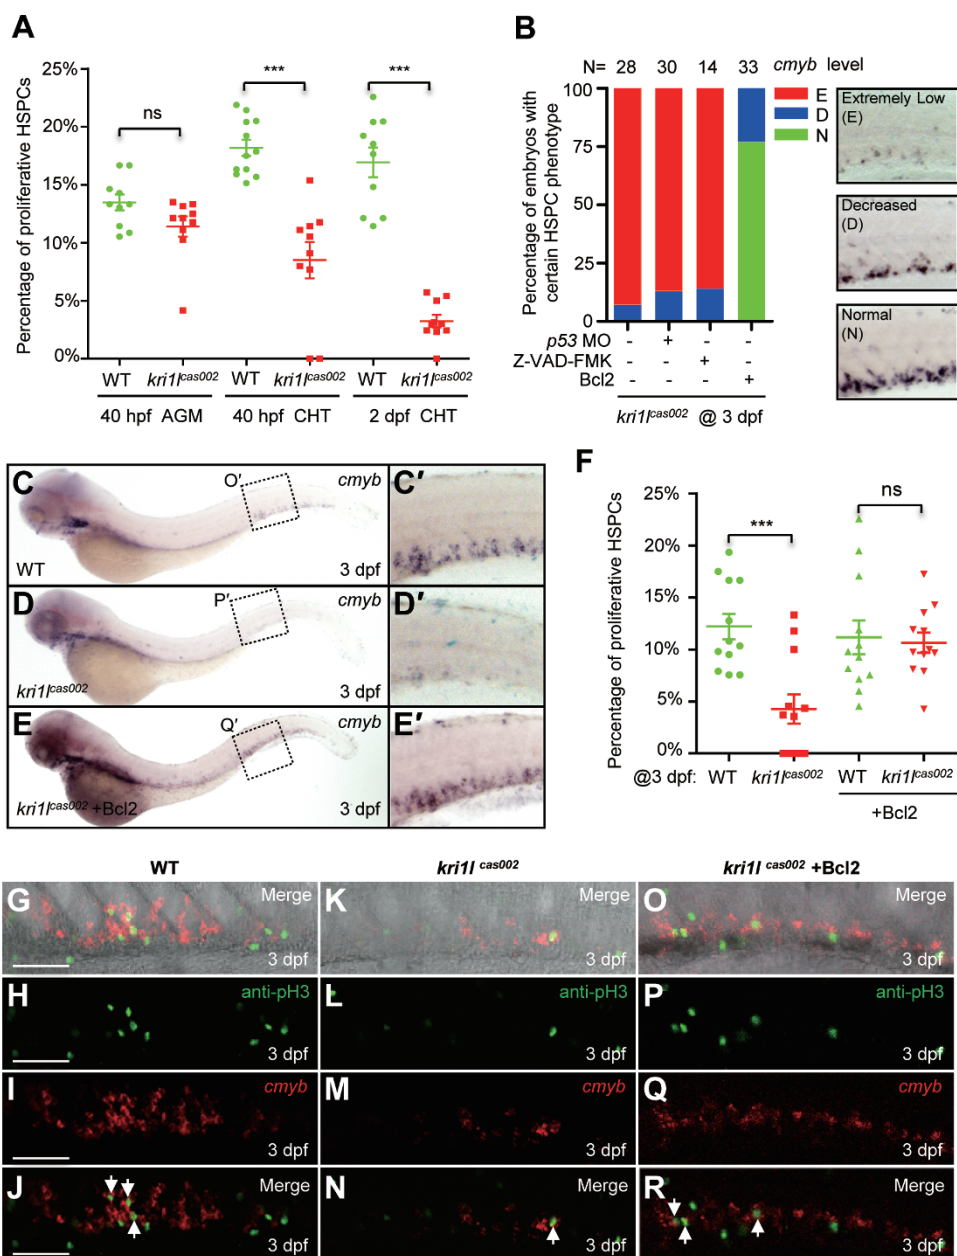 A
Percentage of proliferative HSPCs
25%
20%
15%
10%
5%
0%
ns
***
***
WT
kri1l^cas002
WT
kri1l^cas002
WT
kri1l^cas002
40 hpf AGM
40 hpf CHT
2 dpf CHT
B
N= 28 30 14 33
cmyb level
E
D
N
Percentage of embryos with
certain HSPC phenotype
100
75
50
25
0
p53 MO - + - -
Z-VAD-FMK - - + -
Bcl2 - - - +
kri1l^cas002 @ 3 dpf
Extremely Low
(E)
Decreased
(D)
Normal
(N)
C
O′
cmyb
WT
3 dpf
C′
D
P′
cmyb
kri1l^cas002
3 dpf
D′
E
Q′
cmyb
kri1l^cas002 +Bcl2
3 dpf
E′
F
Percentage of proliferative HSPCs
25%
20%
15%
10%
5%
0%
***
ns
@3 dpf: WT kri1l^cas002 WT kri1l^cas002
+Bcl2
WT
kri1l ^cas002
kri1l ^cas002 +Bcl2
G
Merge
3 dpf
K
Merge
3 dpf
O
Merge
3 dpf
H
anti-pH3
3 dpf
L
anti-pH3
3 dpf
P
anti-pH3
3 dpf
I
cmyb
3 dpf
M
cmyb
3 dpf
Q
cmyb
3 dpf
J
Merge
3 dpf
N
Merge
3 dpf
R
Merge
3 dpf